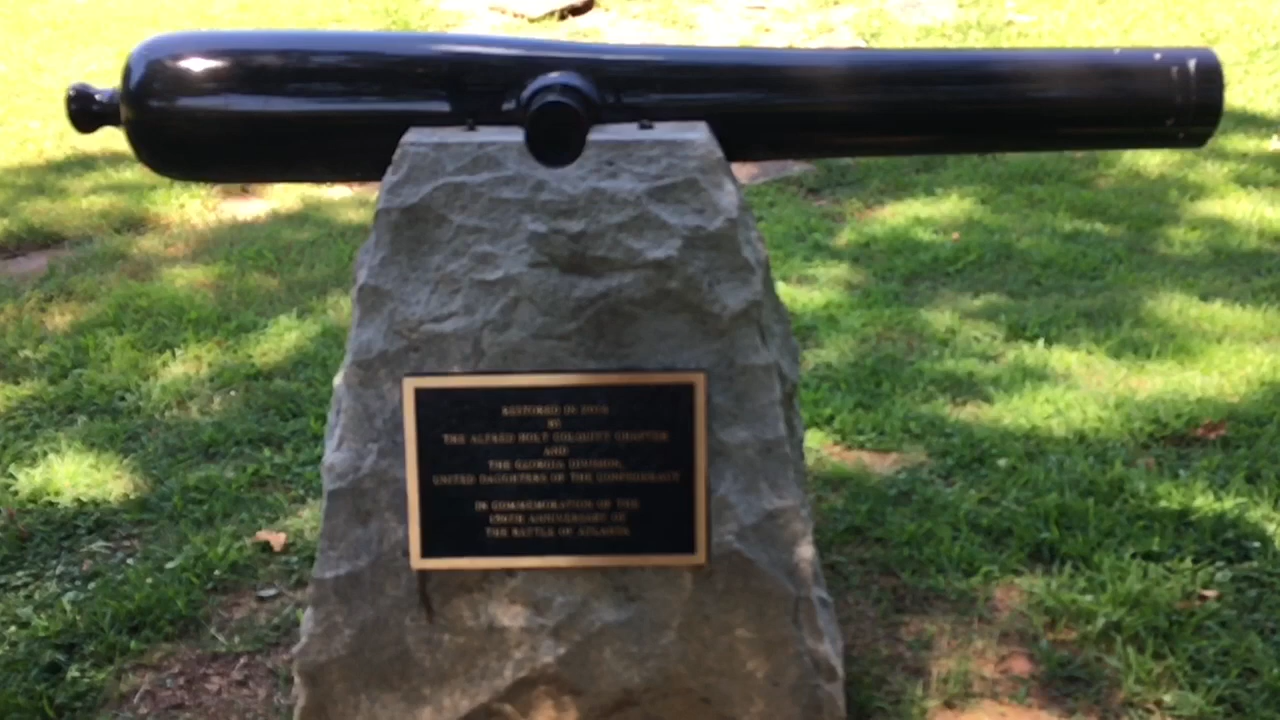 RESTORED IN
BY
THE ALFRED HOLT COLQUITT CHAPTER
AND
THE GEORGIA DIVISION,
UNITED DAUGHTERS OF THE CONFEDERACY
IN COMMEMORATION OF THE
150TH ANNIVERSARY OF
THE BATTLE OF ATLANTA